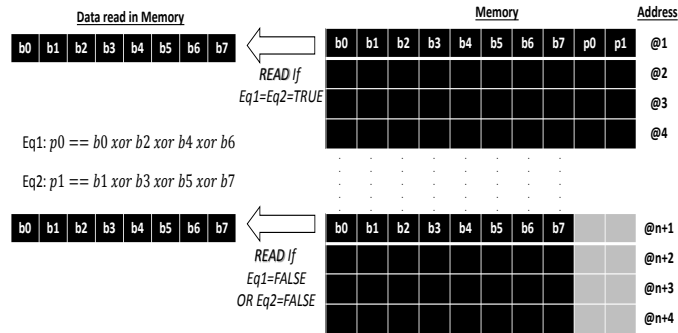 Data read in Memory
Memory
Address
b0 b1 b2 b3 b4 b5 b6 b7
b0 b1 b2 b3 b4 b5 b6 b7 p0 p1 @1
READ If
Eq1=Eq2=TRUE
@2
@3
@4
Eq1: p0 == b0 xor b2 xor b4 xor b6
Eq2: p1 == b1 xor b3 xor b5 xor b7
b0 b1 b2 b3 b4 b5 b6 b7
b0 b1 b2 b3 b4 b5 b6 b7 @n+1
READ If
Eq1=FALSE
OR Eq2=FALSE
@n+2
@n+3
@n+4